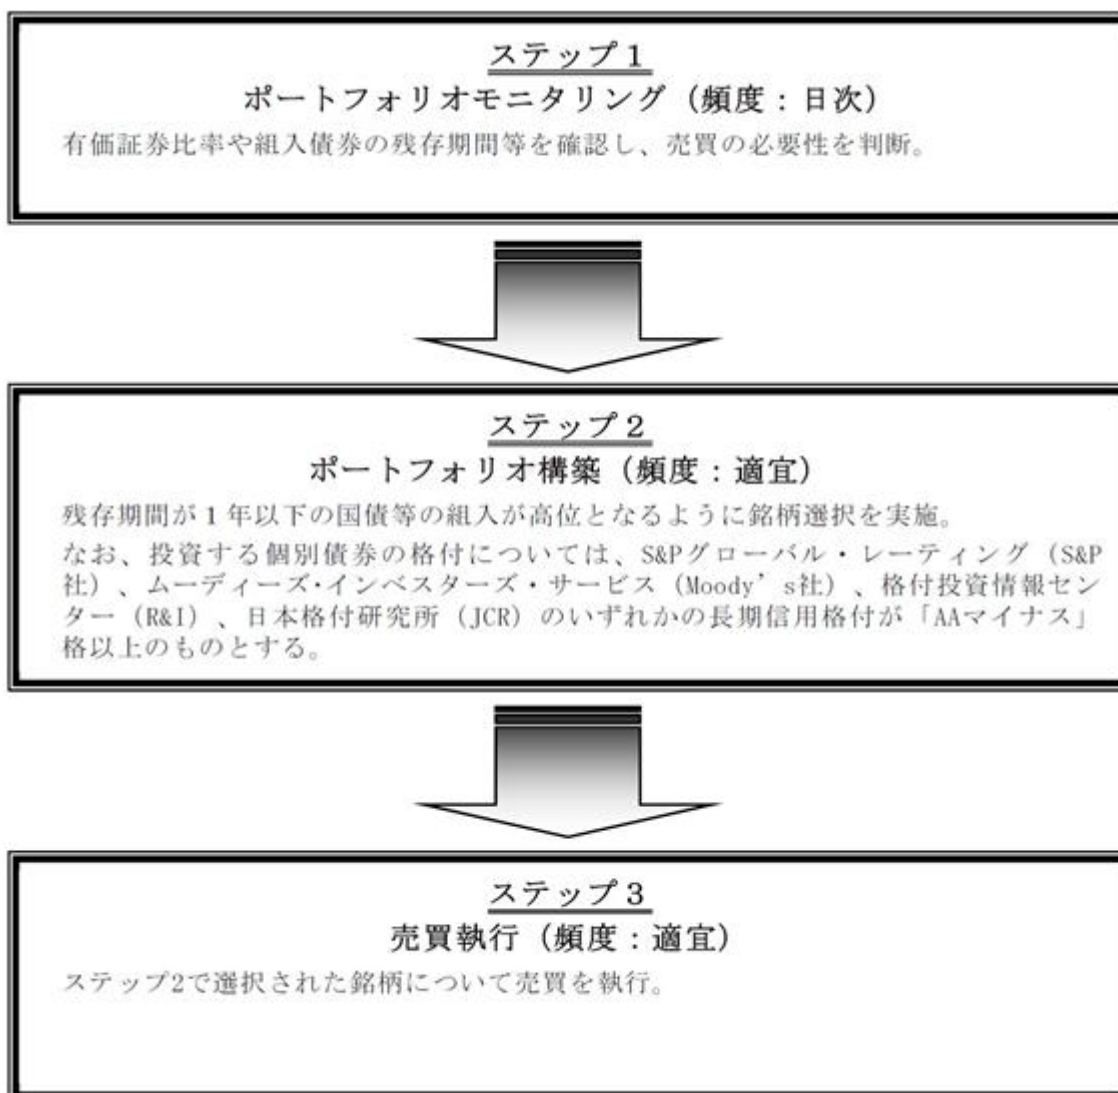 ステップ１
ポートフォリオモニタリング（頻度：日次）
有価証券比率や組入債券の残存期間等を確認し、売買の必要性を判断。
ステップ２
ポートフォリオ構築（頻度：適宜）
残存期間が１年以下の国債等の組入が高位となるように銘柄選択を実施。
なお、投資する個別債券の格付については、S&Pグローバル・レーティング（S&P
社）、ムーディーズ･インベスターズ・サービス（Moody’s社）、格付投資情報セン
ター（R&I）、日本格付研究所（JCR）のいずれかの長期信用格付が「AAマイナス」
格以上のものとする。
ステップ３
売買執行（頻度：適宜）
ステップ2で選択された銘柄について売買を執行。